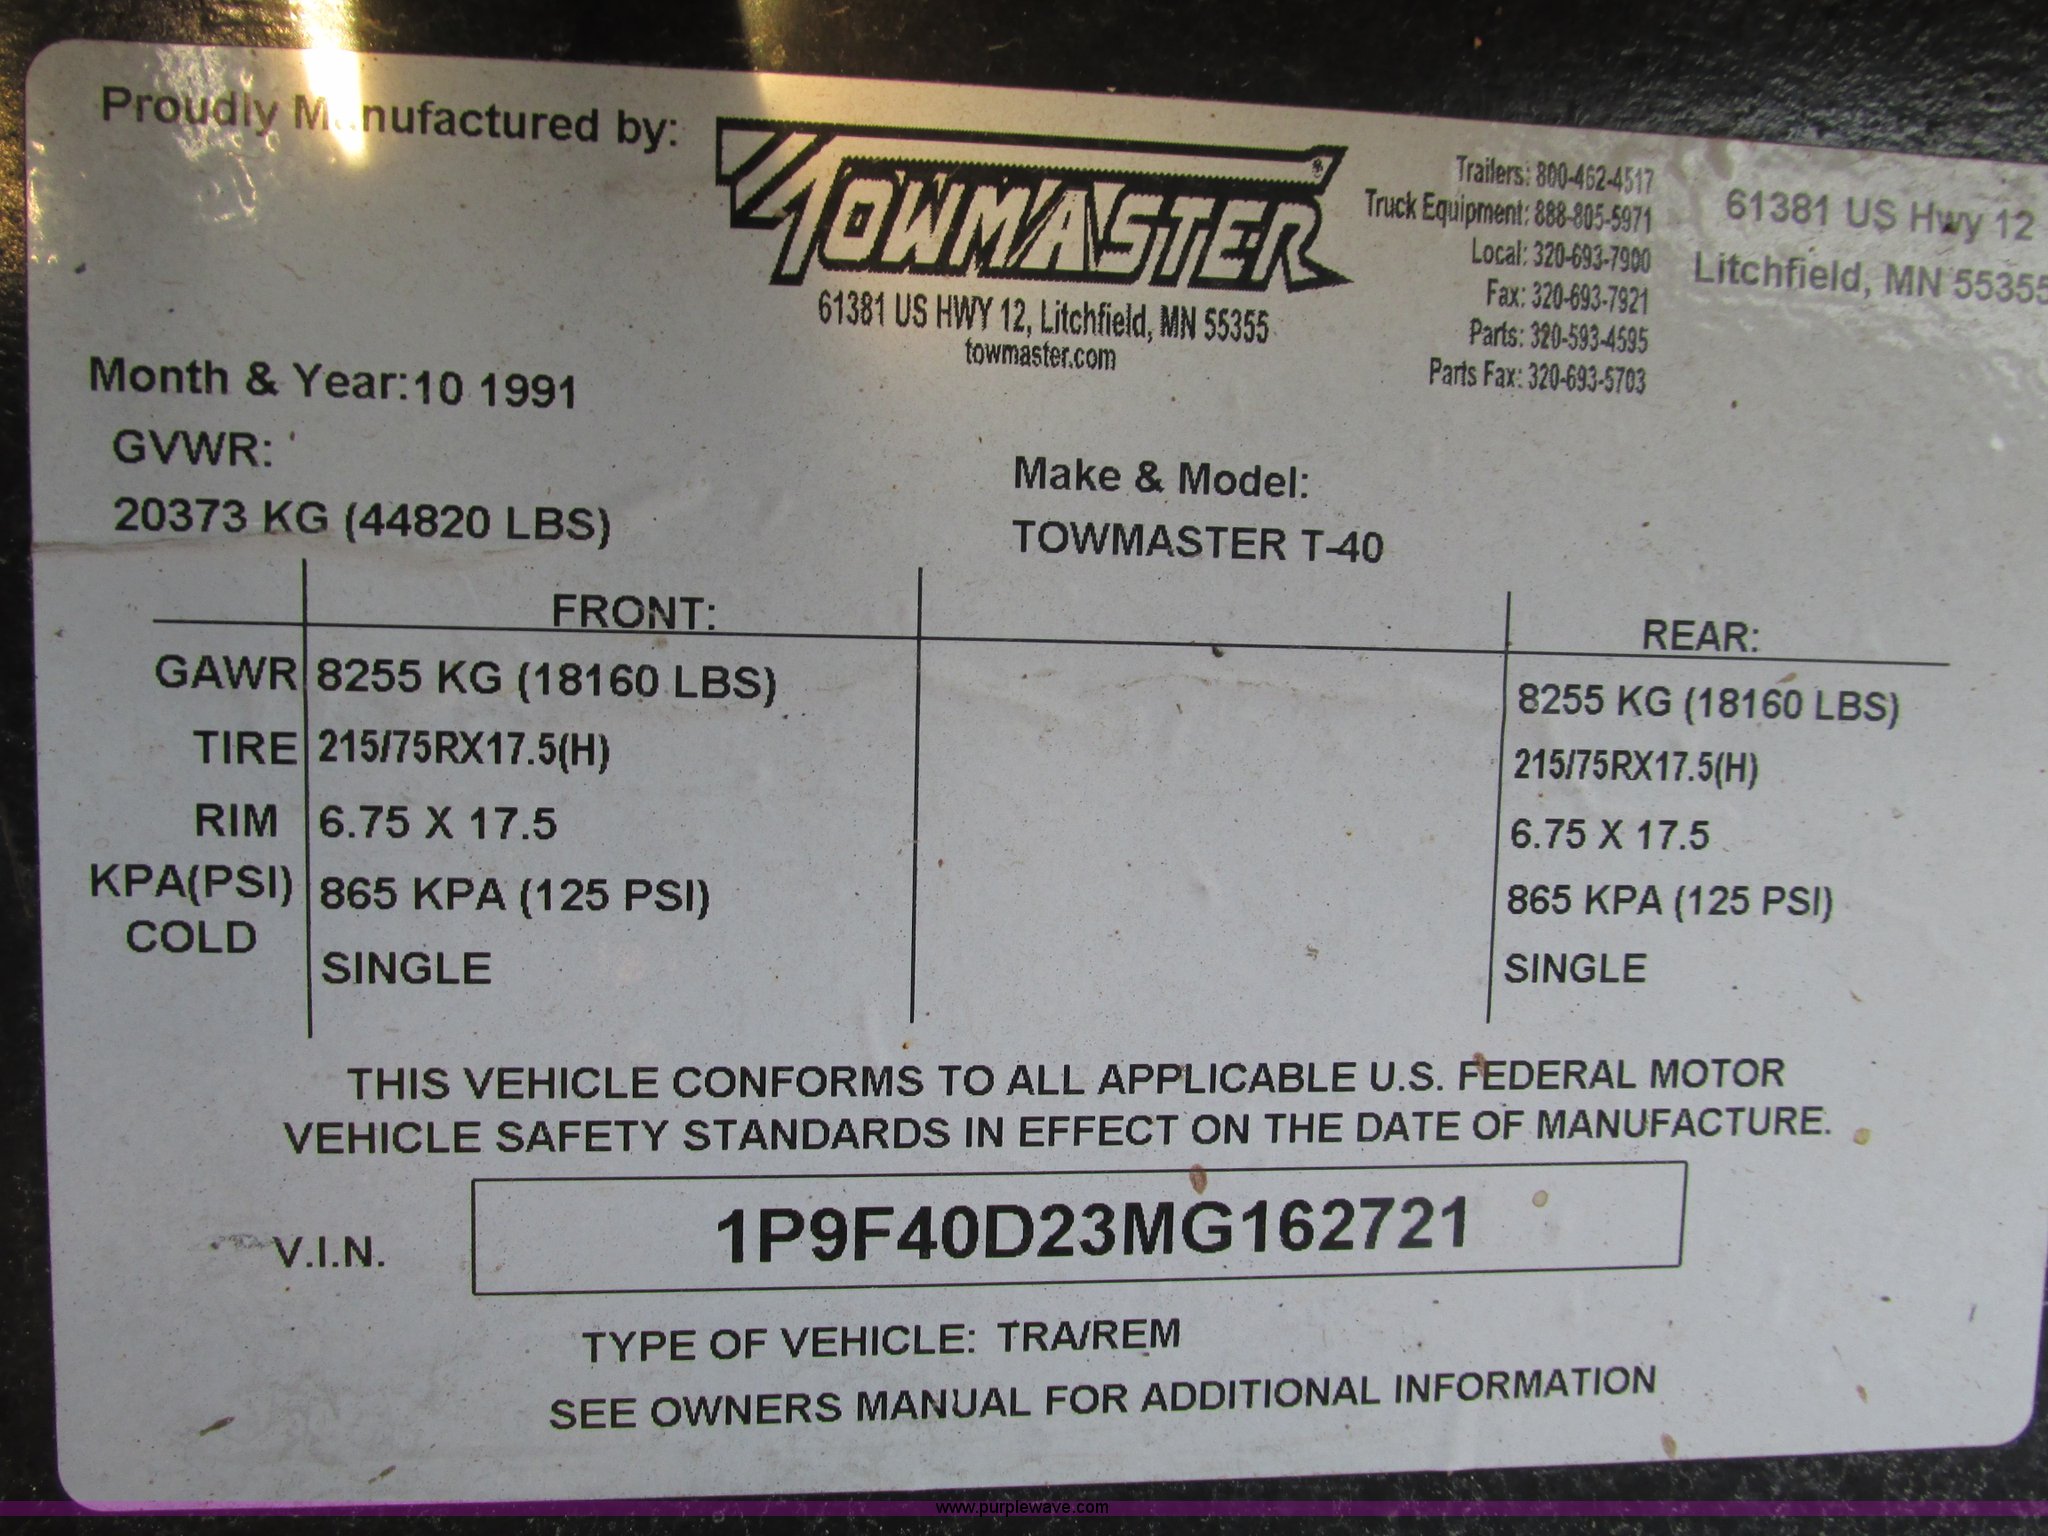 Proudly Manufactured by:
TOWMASTER
61381 US HWY 12, Litchfield, MN 55355
towmaster.com
Trailers: 800-462-4517
Truck Equipment: 888-805-5971
Local: 320-693-7900
Fax: 320-693-7921
Parts: 320-593-4595
Parts Fax: 320-693-5703
61381 US Hwy 12
Litchfield, MN 55355
Month & Year: 10 1991
GVWR:
20373 KG (44820 LBS)
Make & Model:
TOWMASTER T-40
FRONT: REAR:
GAWR 8255 KG (18160 LBS) 8255 KG (18160 LBS)
TIRE 215/75RX17.5(H) 215/75RX17.5(H)
RIM 6.75 X 17.5 6.75 X 17.5
KPA(PSI) 865 KPA (125 PSI) 865 KPA (125 PSI)
COLD
SINGLE SINGLE
THIS VEHICLE CONFORMS TO ALL APPLICABLE U.S. FEDERAL MOTOR
VEHICLE SAFETY STANDARDS IN EFFECT ON THE DATE OF MANUFACTURE.
V.I.N. 1P9F40D23MG162721
TYPE OF VEHICLE: TRA/REM
SEE OWNERS MANUAL FOR ADDITIONAL INFORMATION
www.purplewave.com